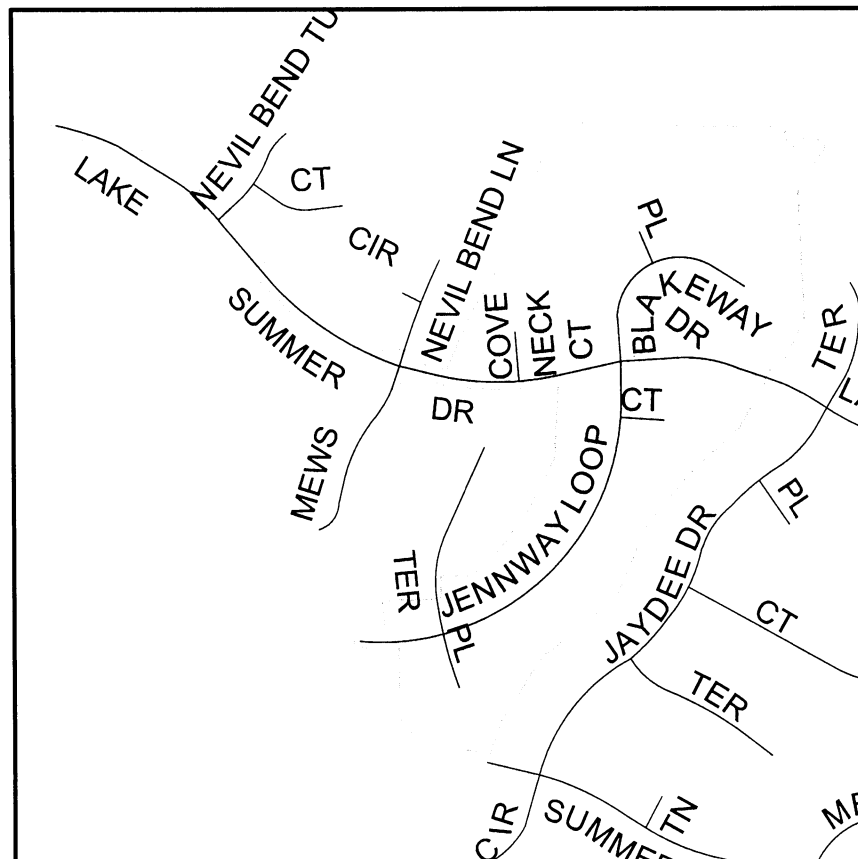 NEVIL BEND TU
LAKE
CT
NEVIL BEND LN
CIR
PL
SUMMER
COVE
NECK
CT
BLAKEWAY
DR
TER
DR
CT
MEWS
LOOP
PL
TER
JENNWAY
JAYDEE DR
PL
CT
TER
CIR
SUMMER
TN